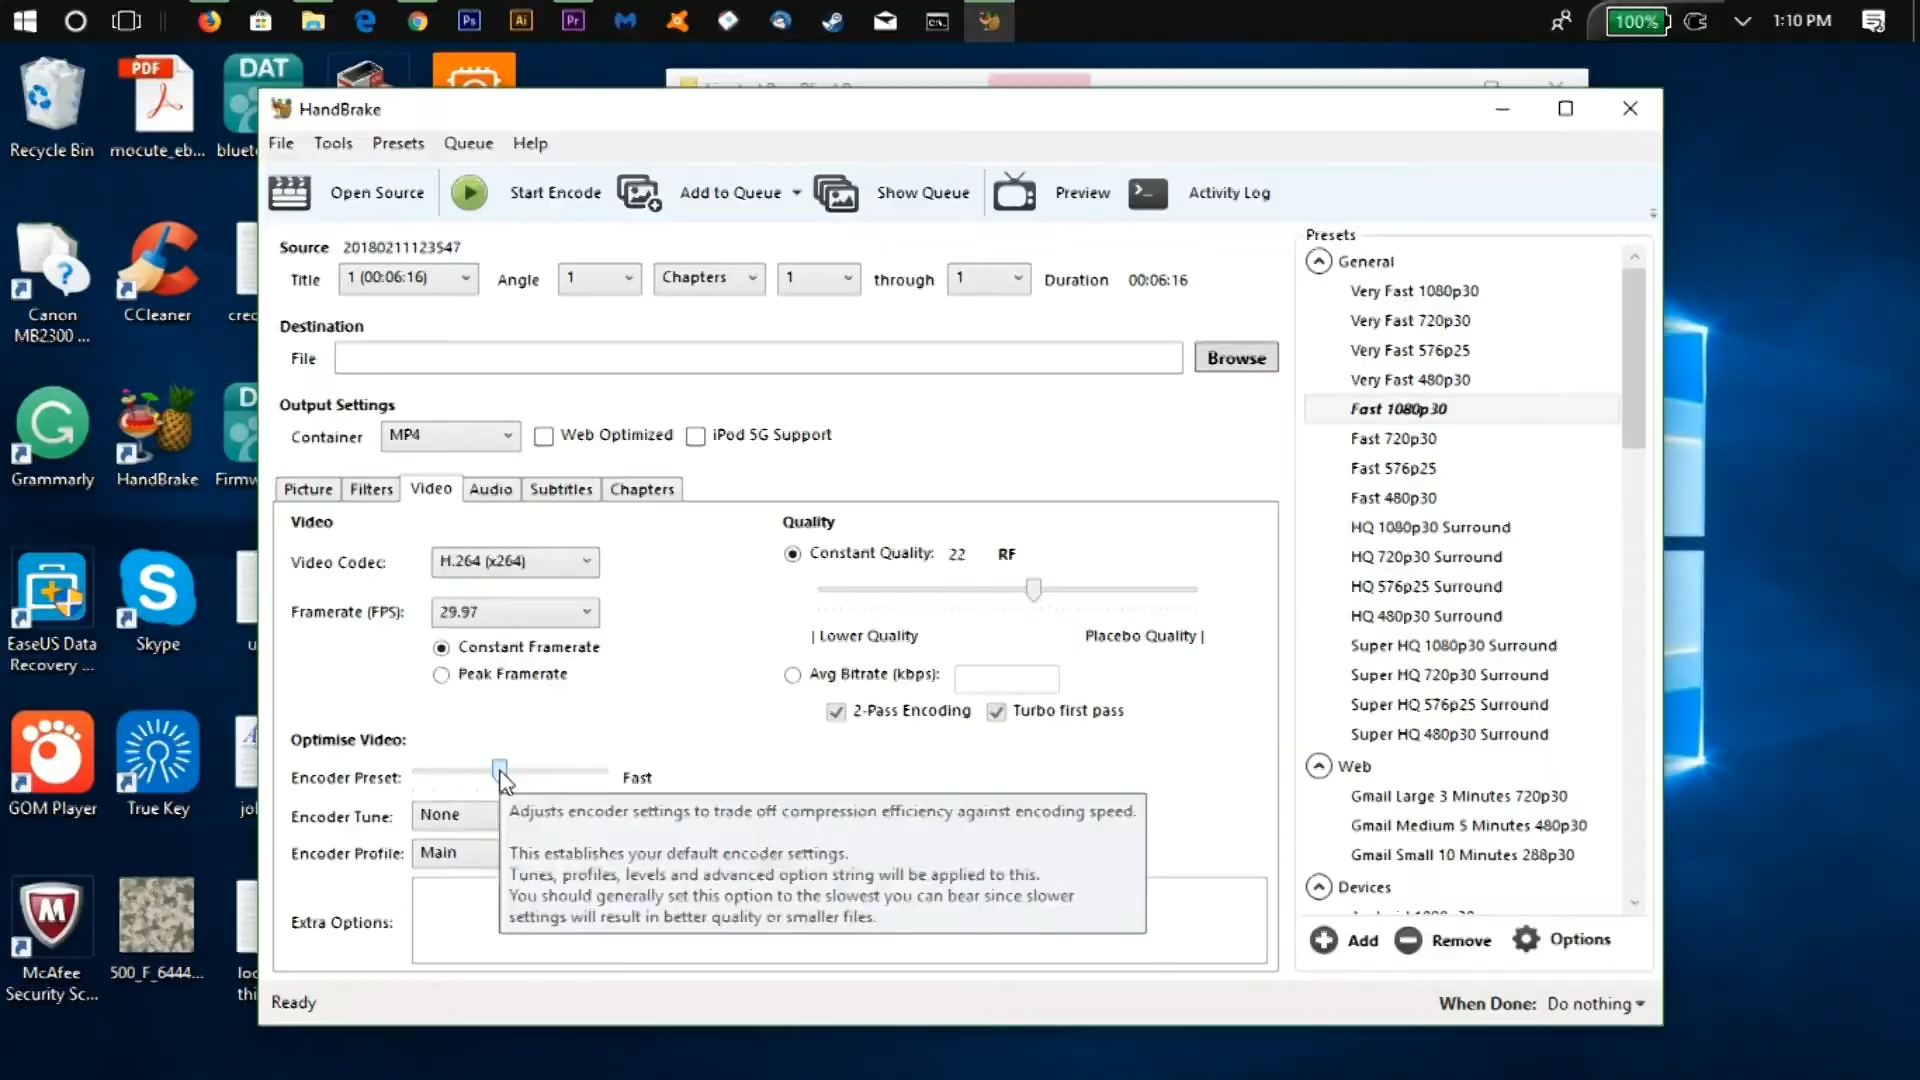 100%
1:10 PM
Ps
Ai
Pr
PDF
DAT
Recycle Bin
mocute_eb...
bluet
Canon
MB2300 ...
CCleaner
cred
Grammarly
HandBrake
Firmw
EaseUS Data
Recovery ...
Skype
GOM Player
True Key
McAfee
Security Sc...
500_F_6444...
HandBrake
File
Tools
Presets
Queue
Help
Open Source
Start Encode
Add to Queue
Show Queue
Preview
Activity Log
Source 20180211123547
Title 1 (00:06:16) Angle 1 Chapters 1 through 1 Duration 00:06:16
Destination
File
Browse
Output Settings
Container MP4 Web Optimized iPod 5G Support
Picture
Filters
Video
Audio
Subtitles
Chapters
Video
Video Codec: H.264 (x264)
Framerate (FPS): 29.97
Constant Framerate
Peak Framerate
Quality
Constant Quality: 22 RF
| Lower Quality
Placebo Quality |
Avg Bitrate (kbps):
2-Pass Encoding
Turbo first pass
Optimise Video:
Encoder Preset: Fast
Encoder Tune: None
Encoder Profile: Main
Extra Options:
Adjusts encoder settings to trade off compression efficiency against encoding speed.
This establishes your default encoder settings.
Tunes, profiles, levels and advanced option string will be applied to this.
You should generally set this option to the slowest you can bear since slower
settings will result in better quality or smaller files.
Presets
General
Very Fast 1080p30
Very Fast 720p30
Very Fast 576p25
Very Fast 480p30
Fast 1080p30
Fast 720p30
Fast 576p25
Fast 480p30
HQ 1080p30 Surround
HQ 720p30 Surround
HQ 576p25 Surround
HQ 480p30 Surround
Super HQ 1080p30 Surround
Super HQ 720p30 Surround
Super HQ 576p25 Surround
Super HQ 480p30 Surround
Web
Gmail Large 3 Minutes 720p30
Gmail Medium 5 Minutes 480p30
Gmail Small 10 Minutes 288p30
Devices
Add
Remove
Options
Ready
When Done: Do nothing